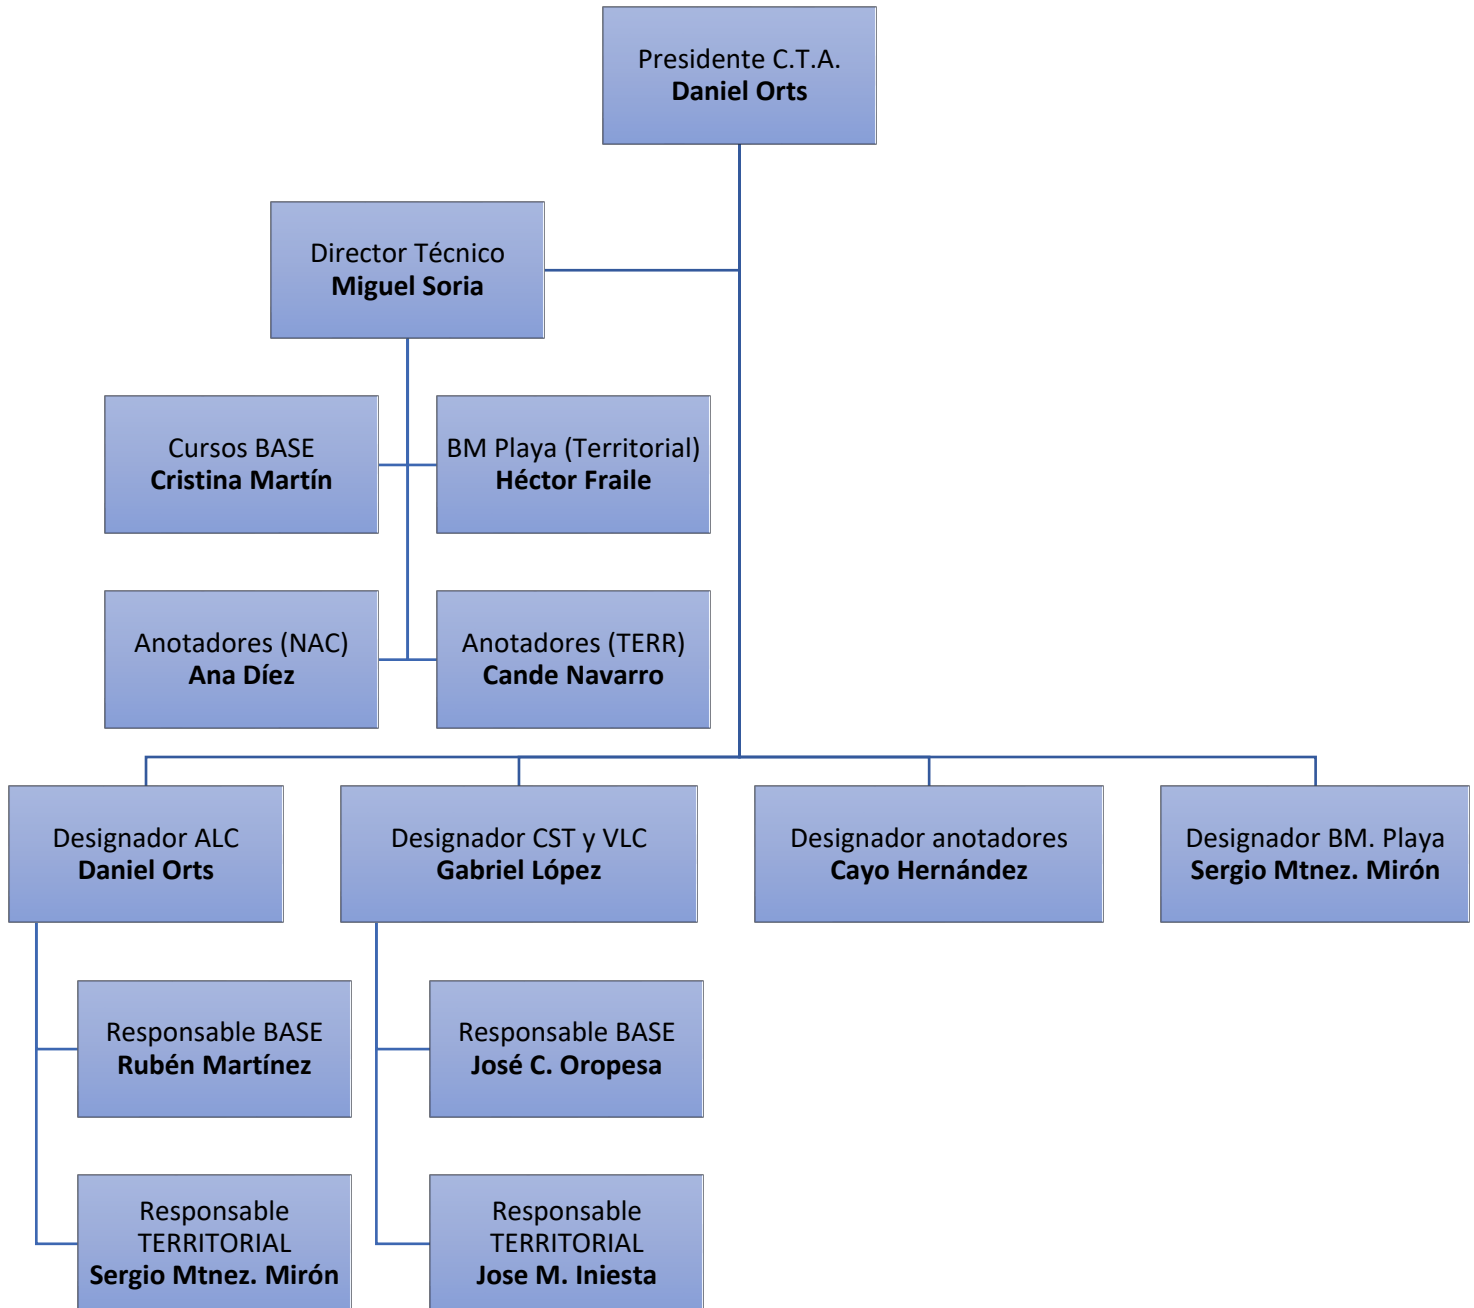 Presidente C.T.A.
Daniel Orts
Director Técnico
Miguel Soria
Cursos BASE
Cristina Martín
BM Playa (Territorial)
Héctor Fraile
Anotadores (NAC)
Ana Díez
Anotadores (TERR)
Cande Navarro
Designador ALC
Daniel Orts
Designador CST y VLC
Gabriel López
Designador anotadores
Cayo Hernández
Designador BM. Playa
Sergio Mtnez. Mirón
Responsable BASE
Rubén Martínez
Responsable BASE
José C. Oropesa
Responsable
TERRITORIAL
Sergio Mtnez. Mirón
Responsable
TERRITORIAL
Jose M. Iniesta